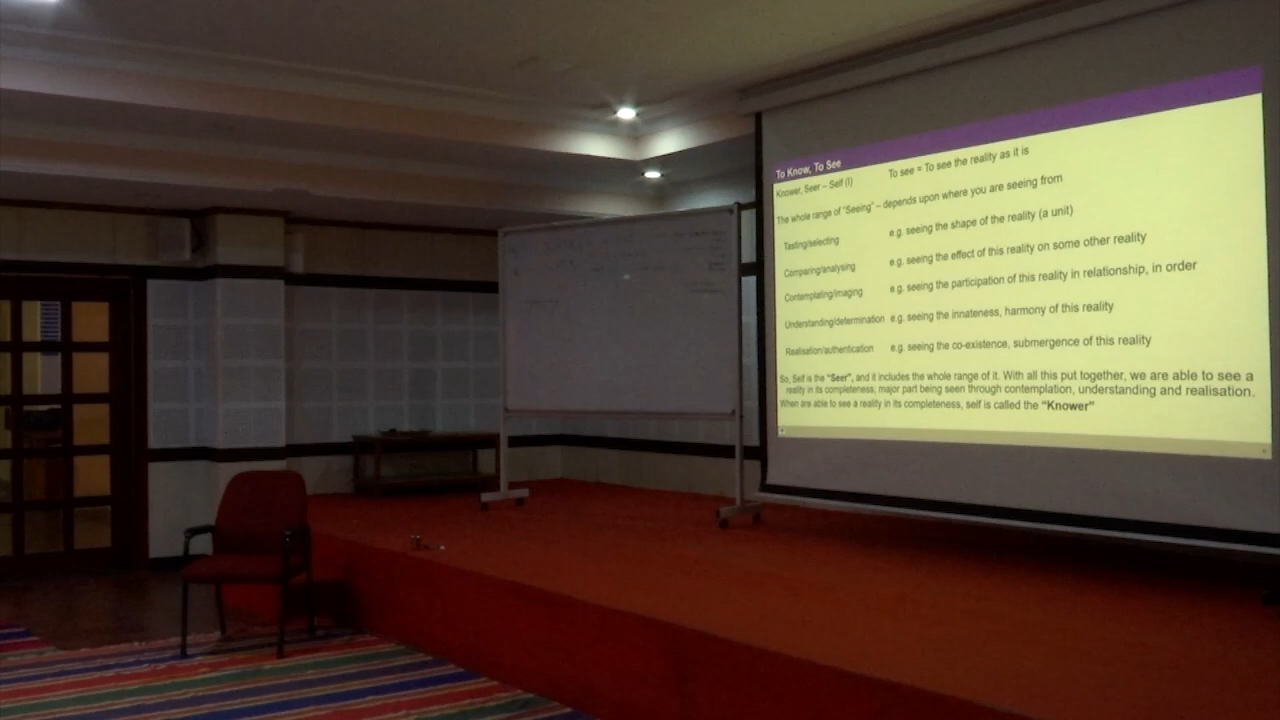 To Know, To See
Knower, Seer – Self (I) To see = To see the reality as it is
The whole range of "Seeing" – depends upon where you are seeing from
Tasting/selecting e.g. seeing the shape of the reality (a unit)
Comparing/analysing e.g. seeing the effect of this reality on some other reality
Contemplating/imaging e.g. seeing the participation of this reality in relationship, in order
Understanding/determination e.g. seeing the innateness, harmony of this reality
Realisation/authentication e.g. seeing the co-existence, submergence of this reality
So, Self is the "Seer", and it includes the whole range of it. With all this put together, we are able to see a
reality in its completeness, major part being seen through contemplation, understanding and realisation.
When are able to see a reality in its completeness, self is called the "Knower"